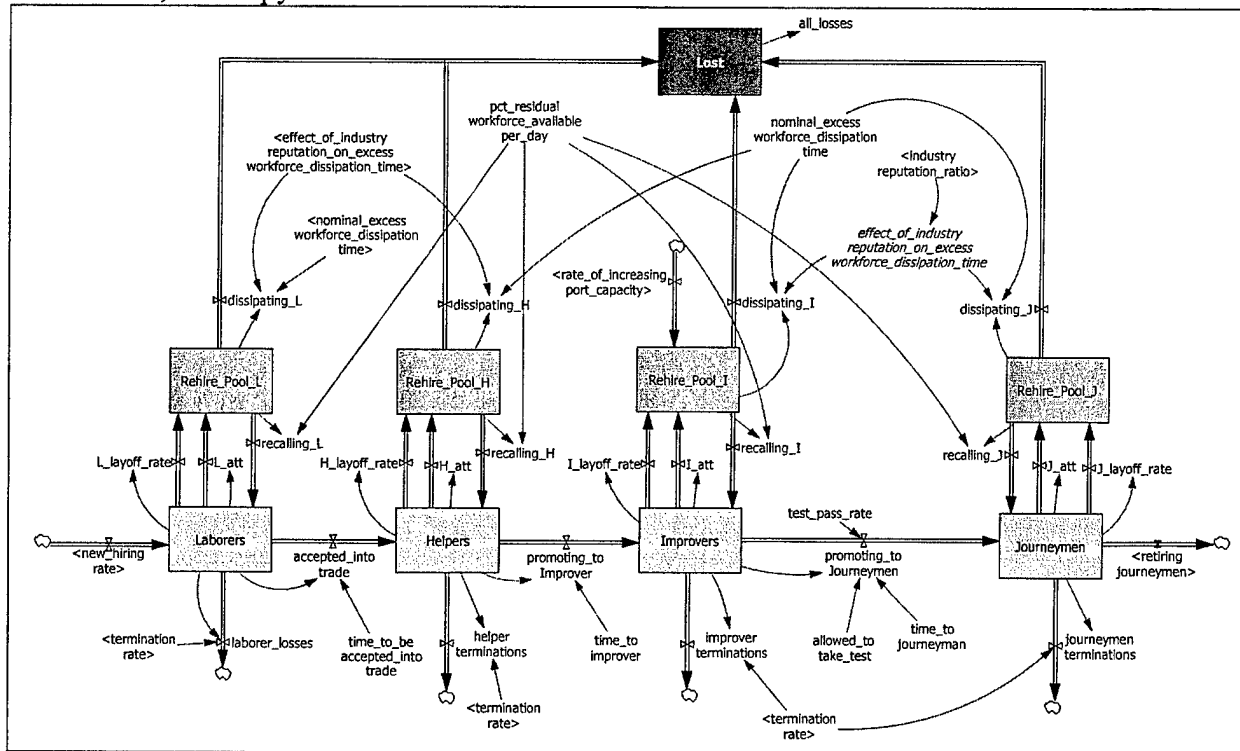 all_losses
Lost
pct_residual
workforce_available
per_day
nominal_excess
workforce_dissipation
time
<effect_of_industry
reputation_on_excess
workforce_dissipation_time>
<industry
reputation_ratio>
<nominal_excess
workforce_dissipation
time>
effect_of_industry
reputation_on_excess
workforce_dissipation_time
<rate_of_increasing
port_capacity>
dissipating_L
dissipating_H
dissipating_I
dissipating_J
Rehire_Pool_L
Rehire_Pool_H
Rehire_Pool_I
Rehire_Pool_J
recalling_L
recalling_H
recalling_I
recalling_J
L_layoff_rate
L_att
H_layoff_rate
H_att
I_layoff_rate
I_att
J_att
J_layoff_rate
test_pass_rate
Laborers
Helpers
Improvers
Journeymen
<new_hiring
rate>
accepted_into
trade
promoting_to
Improver
promoting_to
Journeymen
<retiring
journeymen>
<termination
rate>
laborer_losses
time_to_be
accepted_into
trade
helper
terminations
time_to
improver
improver
terminations
allowed_to
take_test
time_to
journeyman
journeymen
terminations
<termination
rate>
<termination
rate>